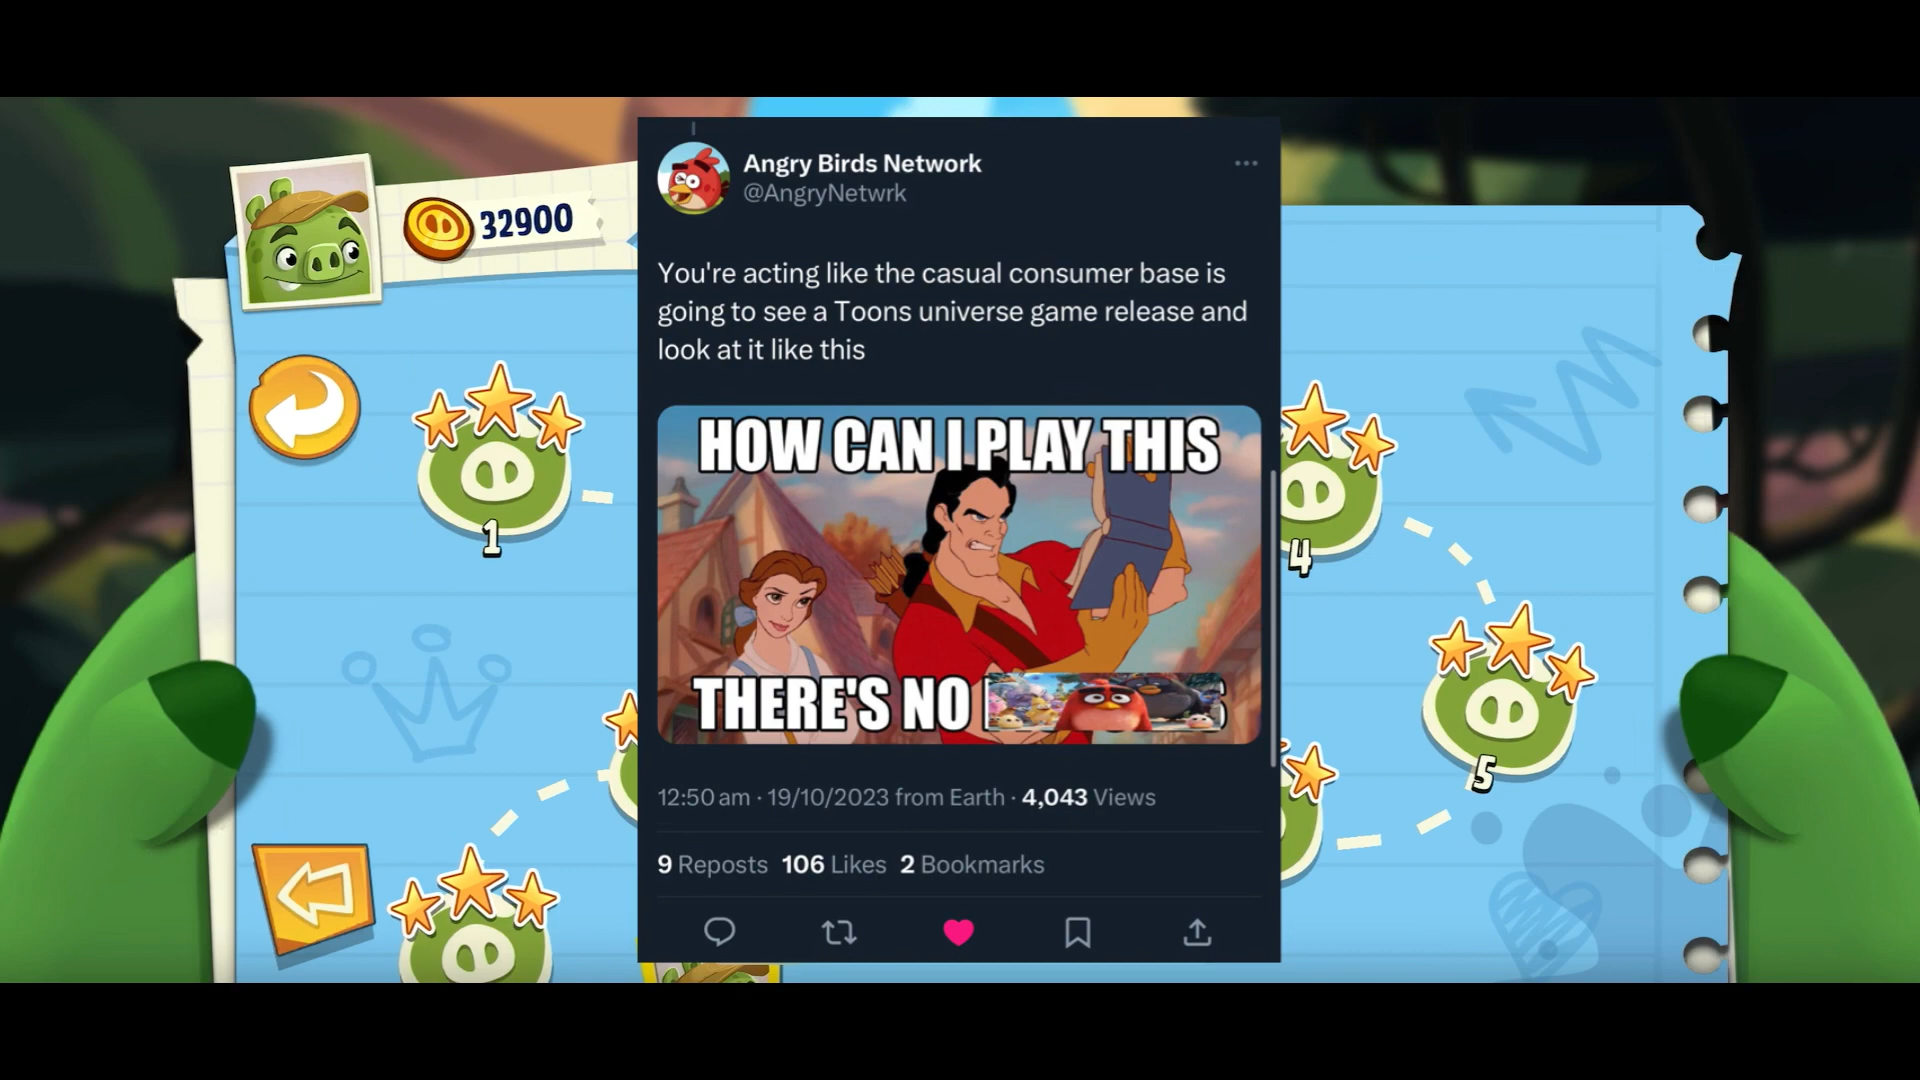 32900
1
4
5
Angry Birds Network
@AngryNetwrk
You're acting like the casual consumer base is
going to see a Toons universe game release and
look at it like this
HOW CAN I PLAY THIS
THERE'S NO
12:50 am · 19/10/2023 from Earth · 4,043 Views
9 Reposts 106 Likes 2 Bookmarks